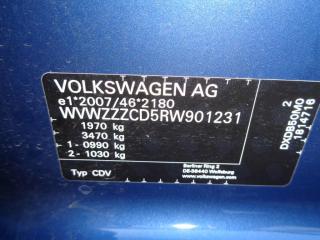 VOLKSWAGEN AG
e1*2007/46*2180
WVWZZZCD5RW901231
1970 kg
3470 kg
1 - 0990 kg
2 - 1030 kg
Typ CDV
Berliner Ring 2
DE-38440 Wolfsburg
www.volkswagen.com
2
DXDB50M0
1814716